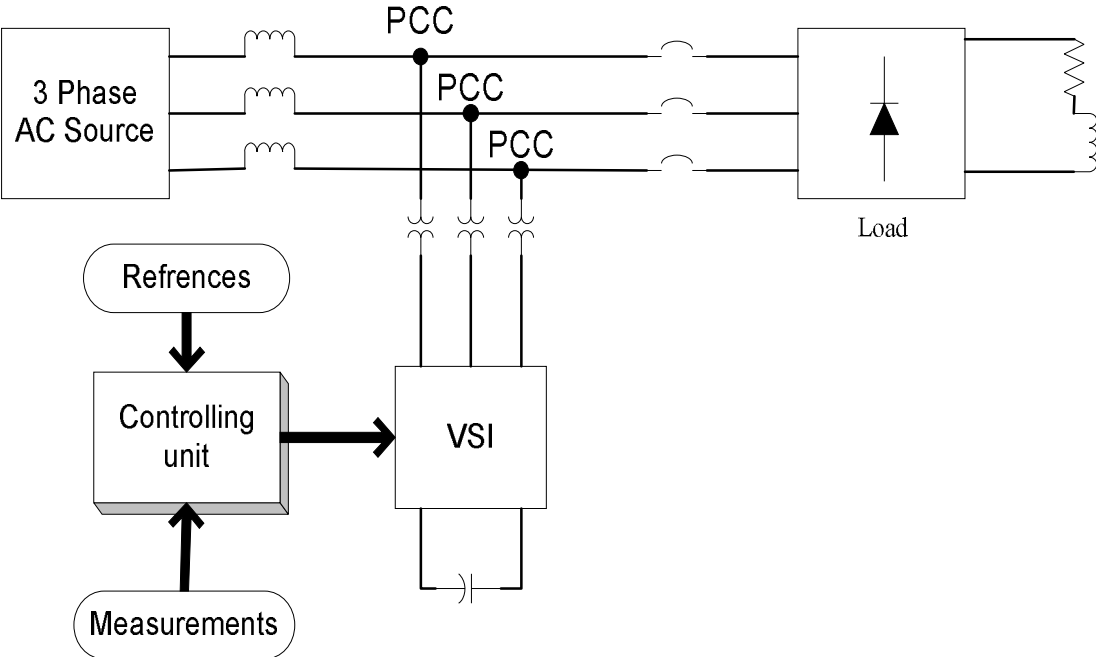 PCC
PCC
PCC
3 Phase
AC Source
Load
Refrences
Controlling
unit
VSI
Measurements